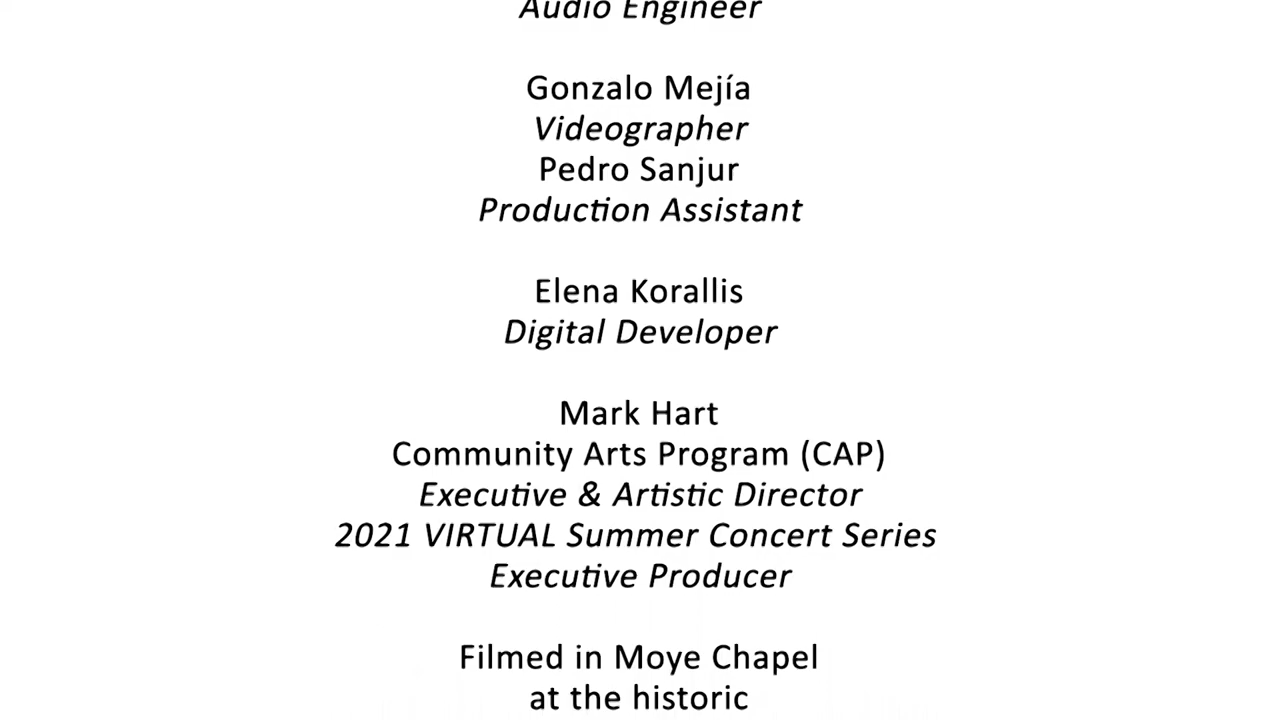 Audio Engineer
Gonzalo Mejía
Videographer
Pedro Sanjur
Production Assistant
Elena Korallis
Digital Developer
Mark Hart
Community Arts Program (CAP)
Executive & Artistic Director
2021 VIRTUAL Summer Concert Series
Executive Producer
Filmed in Moye Chapel
at the historic